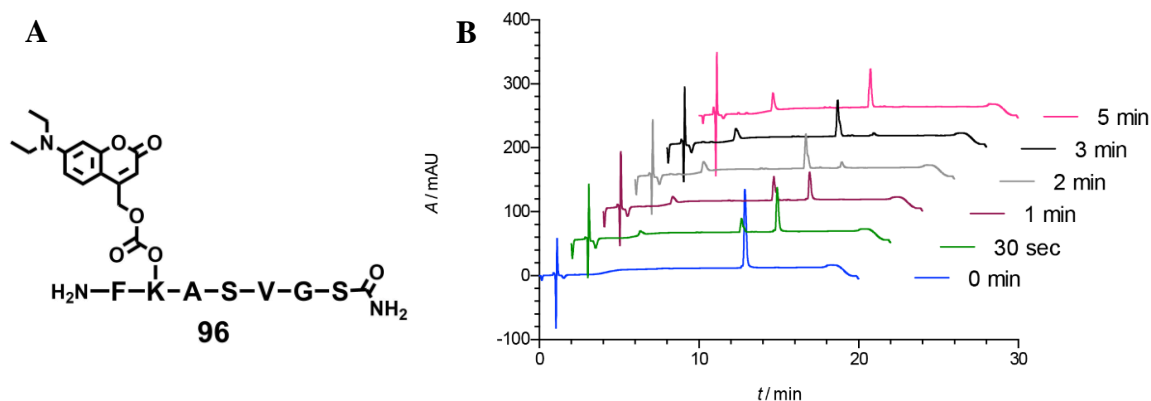 A
N
O
O
O
O
O
H₂N–F–K–A–S–V–G–S
O
NH₂
96
B
400
300
200
100
0
-100
A / mAU
0
10
20
30
t / min
5 min
3 min
2 min
1 min
30 sec
0 min